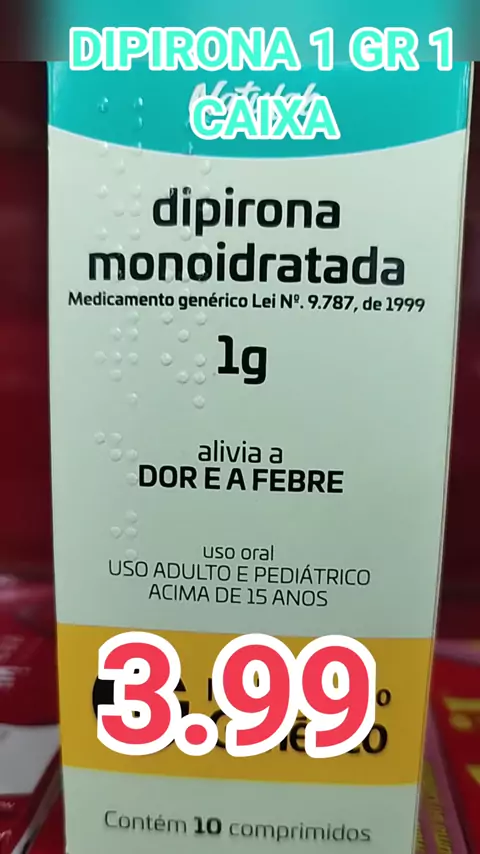 DIPIRONA 1 GR 1
CAIXA
dipirona
monoidratada
Medicamento genérico Lei Nº. 9.787, de 1999
1g
alivia a
DOR E A FEBRE
uso oral
USO ADULTO E PEDIÁTRICO
ACIMA DE 15 ANOS
3.99
Contém 10 comprimidos